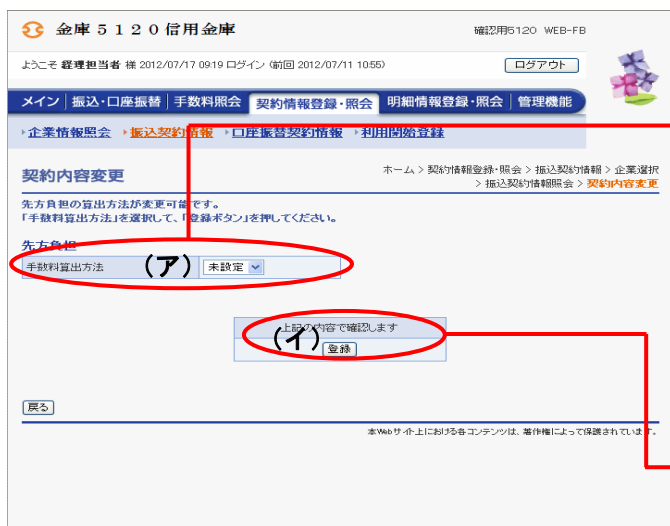 金庫５１２０信用金庫
確認用5120 WEB-FB
ようこそ 経理担当者 様 2012/07/17 09:19 ログイン (前回 2012/07/11 10:55)
ログアウト
メイン 振込・口座振替 手数料照会 契約情報登録・照会 明細情報登録・照会 管理機能
企業情報照会 振込契約情報 口座振替契約情報 利用開始登録
契約内容変更
ホーム > 契約情報登録・照会 > 振込契約情報 > 企業選択
> 振込契約情報照会 > 契約内容変更
先方負担の算出方法が変更可能です。
「手数料算出方法」を選択して、「登録ボタン」を押してください。
先方負担
手数料算出方法 （ア） 未設定
上記の内容で確認します
（イ） 登録
戻る
本Webサイト上における各コンテンツは、著作権によって保護されています。